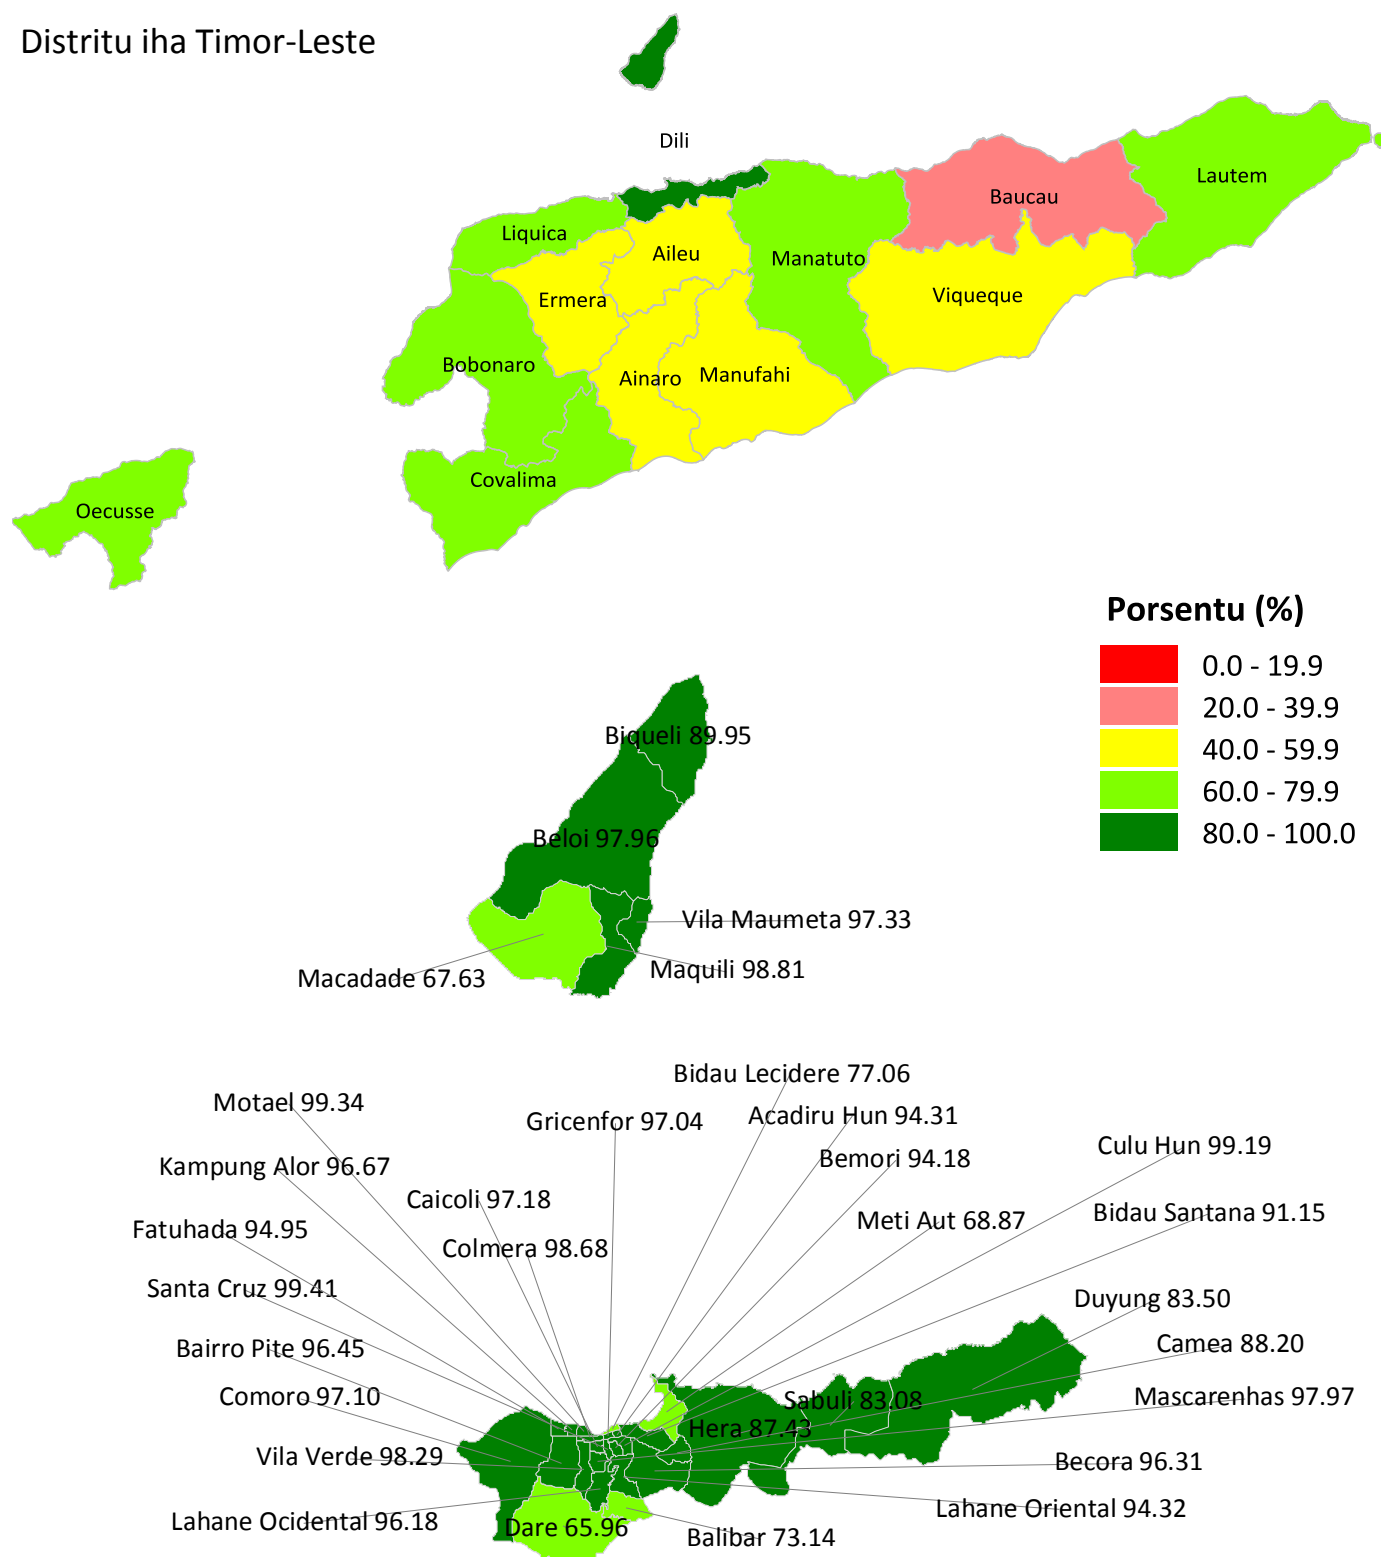 Distritu iha Timor-Leste
Dili
Lautem
Baucau
Liquica
Aileu
Manatuto
Viqueque
Ermera
Bobonaro
Ainaro
Manufahi
Covalima
Oecusse
Porsentu (%)
0.0 - 19.9
20.0 - 39.9
40.0 - 59.9
60.0 - 79.9
80.0 - 100.0
Biqueli 89.95
Beloi 97.96
Vila Maumeta 97.33
Maquili 98.81
Macadade 67.63
Bidau Lecidere 77.06
Motael 99.34
Gricenfor 97.04
Acadiru Hun 94.31
Culu Hun 99.19
Bemori 94.18
Kampung Alor 96.67
Caicoli 97.18
Bidau Santana 91.15
Meti Aut 68.87
Fatuhada 94.95
Colmera 98.68
Santa Cruz 99.41
Duyung 83.50
Bairro Pite 96.45
Camea 88.20
Comoro 97.10
Mascarenhas 97.97
Sabuli 83.08
Hera 87.43
Vila Verde 98.29
Becora 96.31
Lahane Oriental 94.32
Lahane Ocidental 96.18
Dare 65.96
Balibar 73.14